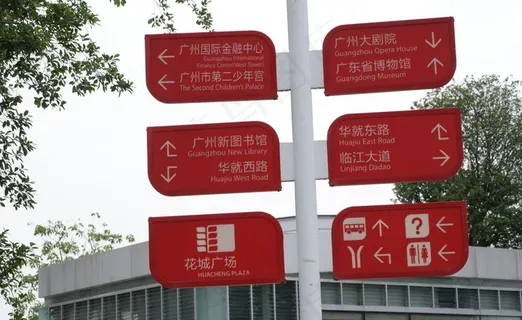 广州国际金融中心
Guangzhou International
Finance Center(West Tower)
广州市第二少年宫
The Second Children's Palace
广州大剧院
Guangzhou Opera House
广东省博物馆
Guangdong Museum
广州新图书馆
Guangzhou New Library
华就西路
Huajiu West Road
华就东路
Huajiu East Road
临江大道
Linjiang Dadao
花城广场
HUACHENG PLAZA
?